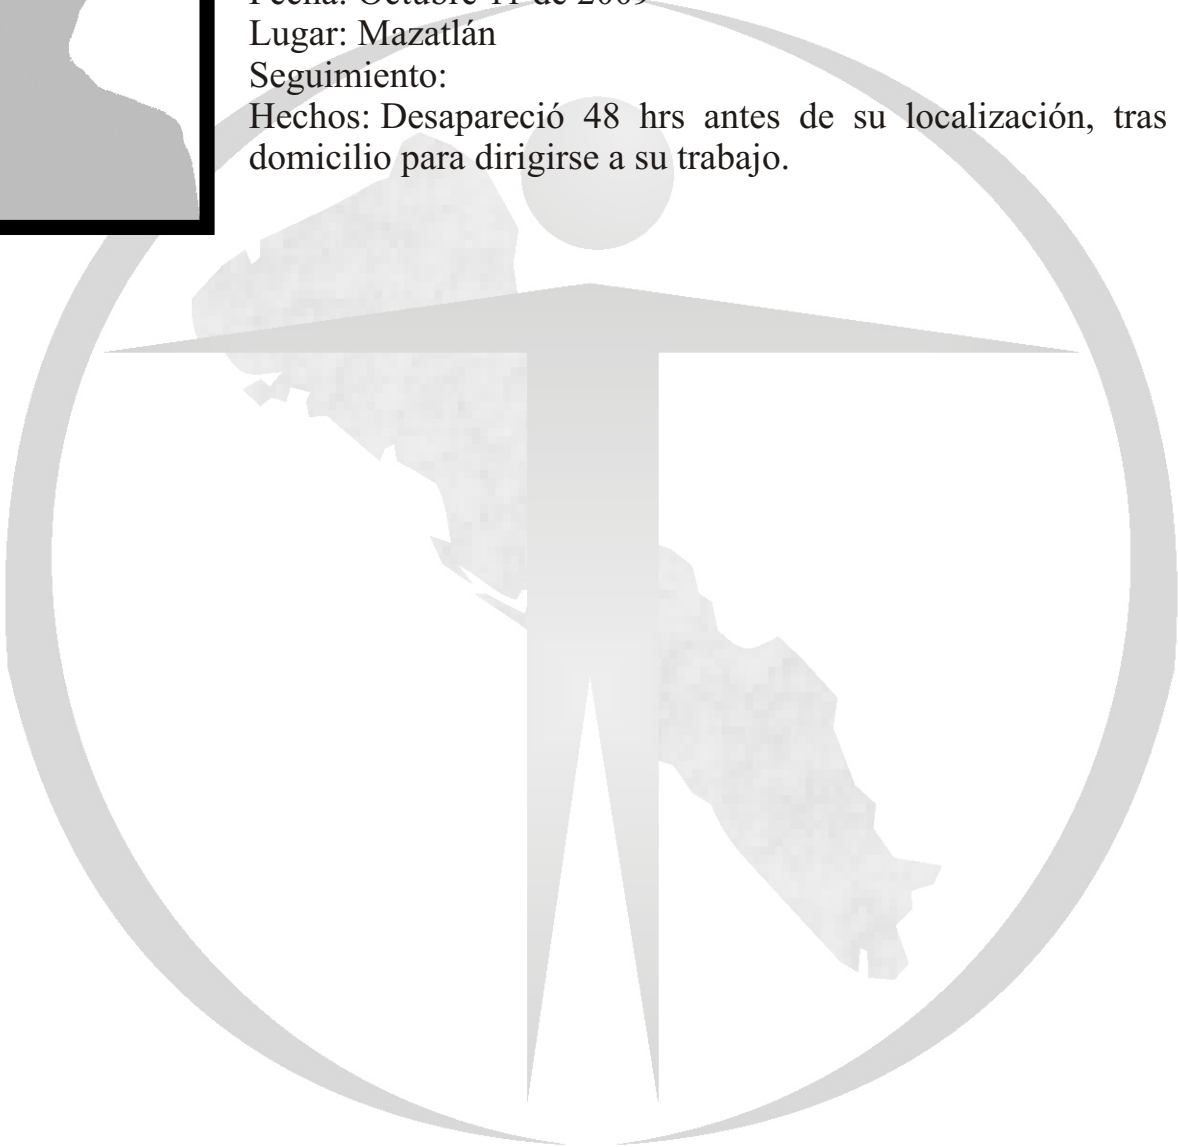 Fecha: Octubre 11 de 2009
Lugar: Mazatlán
Seguimiento:
Hechos: Desapareció 48 hrs antes de su localización, tras
domicilio para dirigirse a su trabajo.